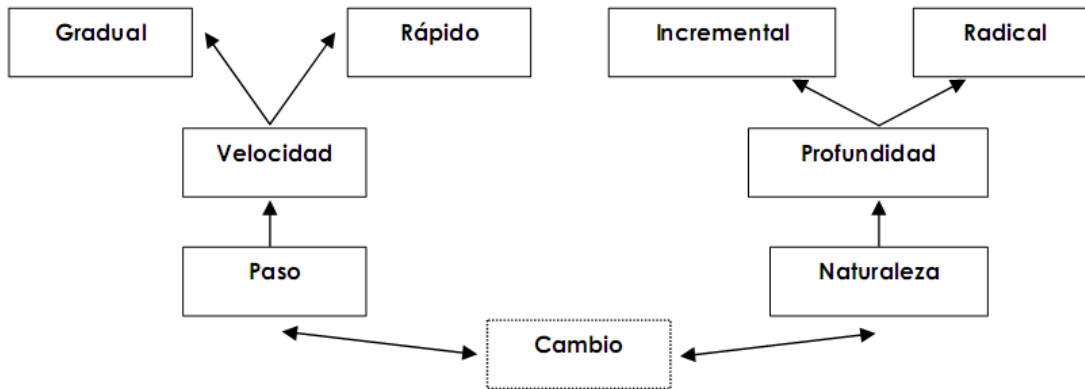 Gradual
Rápido
Incremental
Radical
Velocidad
Profundidad
Paso
Naturaleza
Cambio